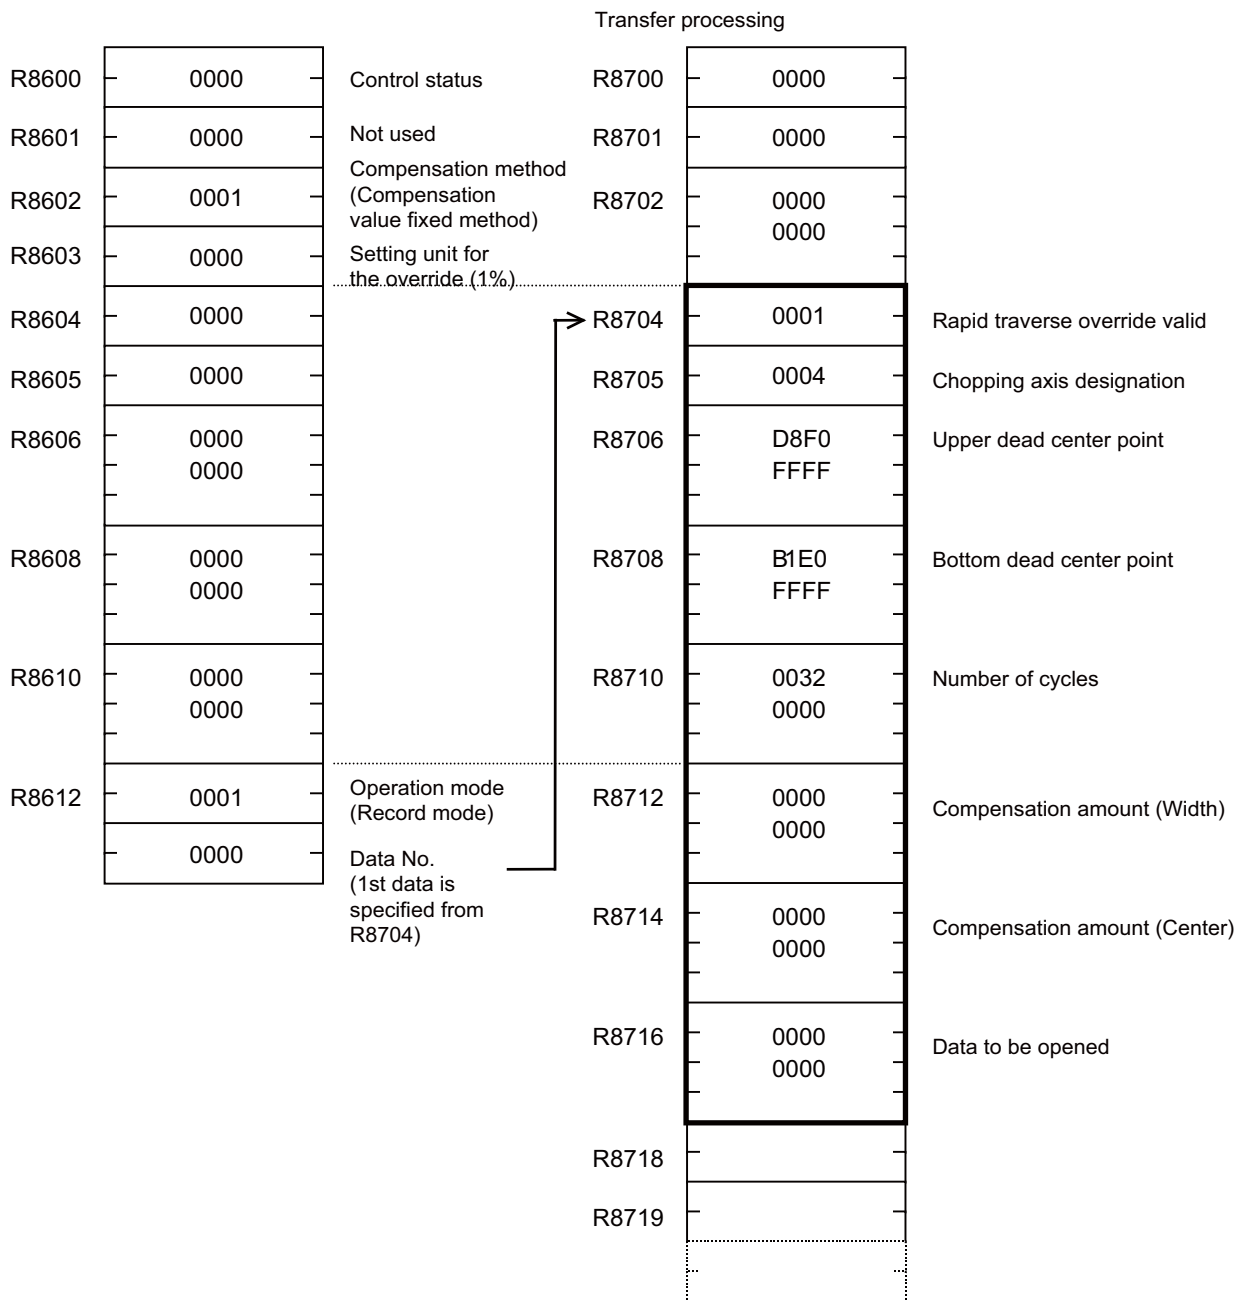 Transfer processing
R8600 0000 Control status R8700 0000
R8601 0000 Not used R8701 0000
R8602 0001 Compensation method
(Compensation
value fixed method)
R8702 0000
0000
R8603 0000 Setting unit for
the override (1%)
R8604 0000 R8704 0001 Rapid traverse override valid
R8605 0000 R8705 0004 Chopping axis designation
R8606 0000 R8706 D8F0 Upper dead center point
0000 FFFF
R8608 0000 R8708 B1E0 Bottom dead center point
0000 FFFF
R8610 0000 R8710 0032 Number of cycles
0000 0000
R8612 0001 Operation mode
(Record mode)
R8712 0000
0000
Compensation amount (Width)
0000 Data No.
(1st data is
specified from
R8704)
R8714 0000
0000
Compensation amount (Center)
R8716 0000
0000
Data to be opened
R8718
R8719